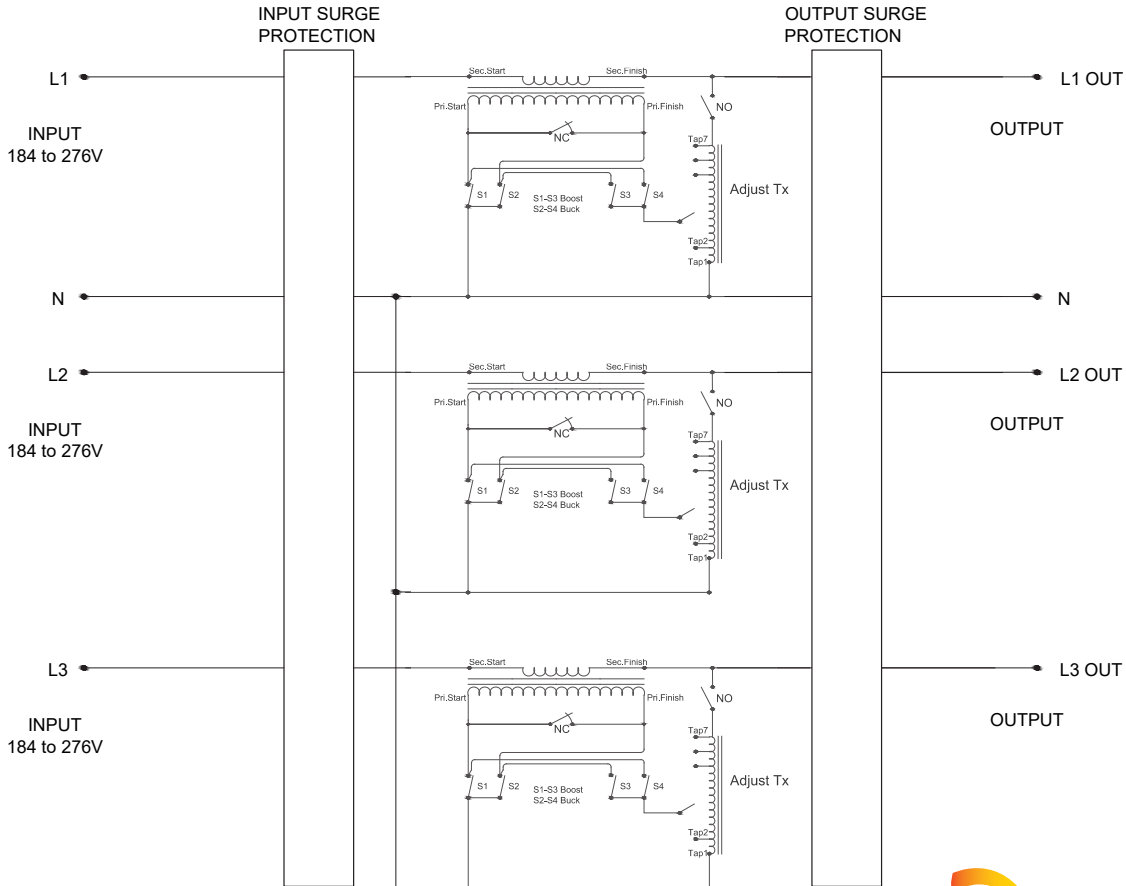 INPUT SURGE
PROTECTION
OUTPUT SURGE
PROTECTION
L1
Sec.Start
Sec.Finish
L1 OUT
Pri.Start
Pri.Finish
NO
INPUT
184 to 276V
NC
Tap7
OUTPUT
S1
S2
S1-S3 Boost
S2-S4 Buck
S3
S4
Adjust Tx
Tap2
Tap1
N
N
L2
Sec.Start
Sec.Finish
L2 OUT
Pri.Start
Pri.Finish
NO
INPUT
184 to 276V
NC
Tap7
OUTPUT
S1
S2
S1-S3 Boost
S2-S4 Buck
S3
S4
Adjust Tx
Tap2
Tap1
L3
Sec.Start
Sec.Finish
L3 OUT
Pri.Start
Pri.Finish
NO
INPUT
184 to 276V
NC
Tap7
OUTPUT
S1
S2
S1-S3 Boost
S2-S4 Buck
S3
S4
Adjust Tx
Tap2
Tap1